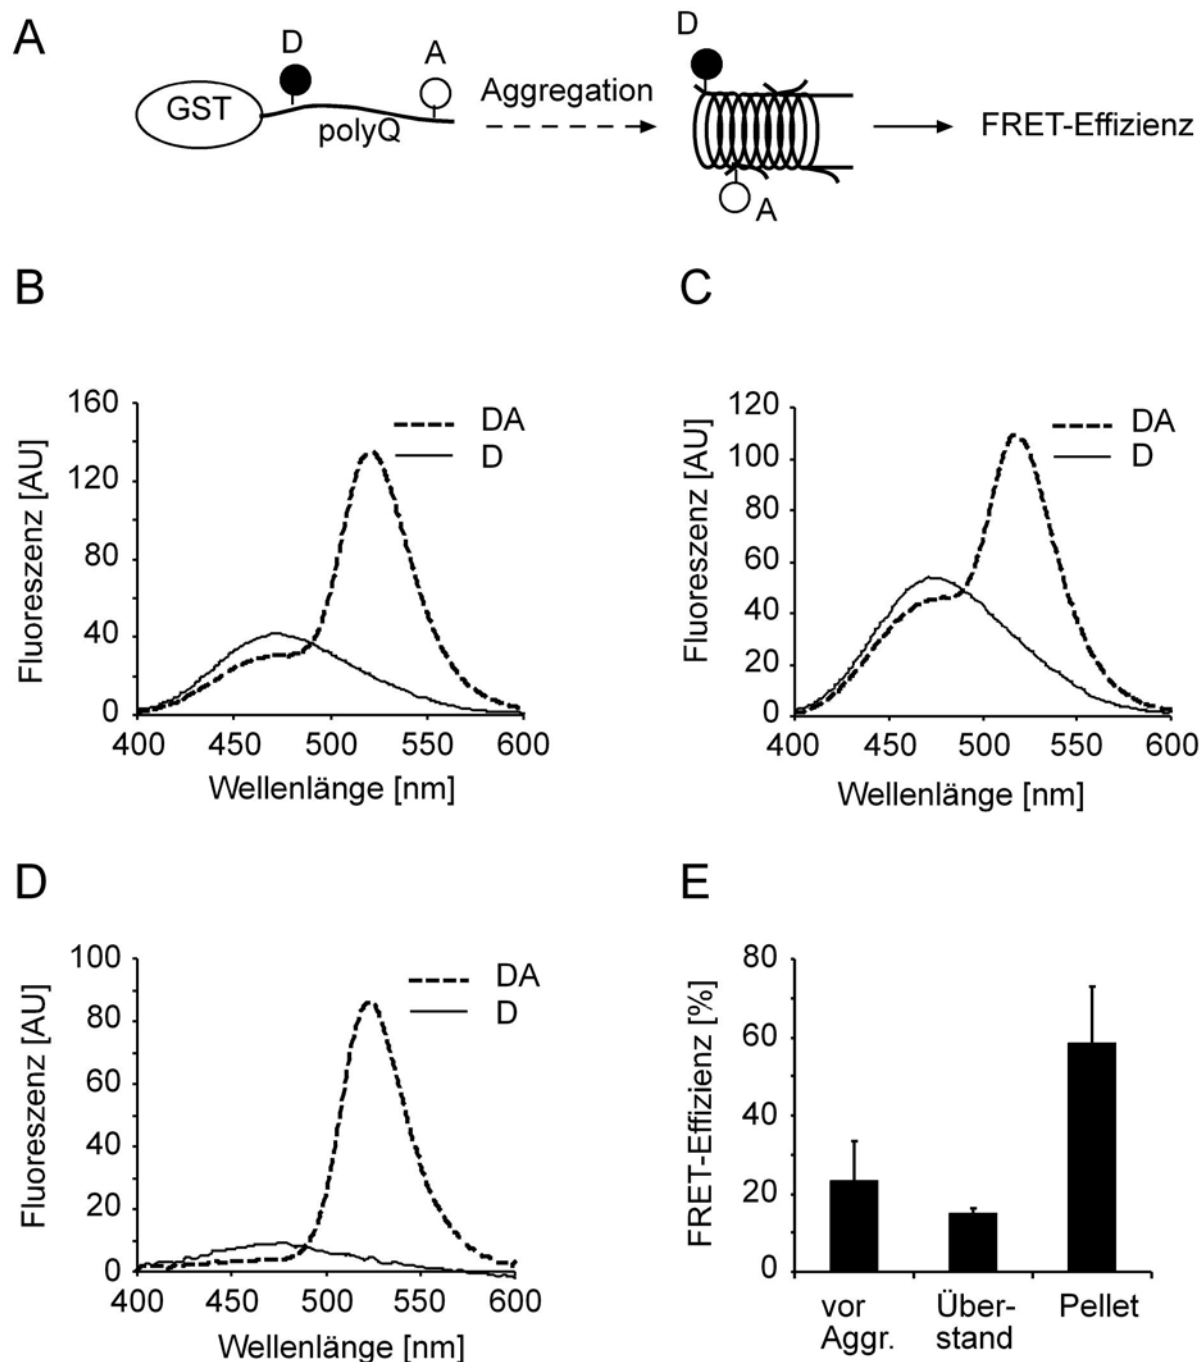 A
GST
D
A
polyQ
Aggregation
D
A
FRET-Effizienz
B
Fluoreszenz [AU]
160
120
80
40
0
DA
D
400 450 500 550 600
Wellenlänge [nm]
C
Fluoreszenz [AU]
120
100
80
60
40
20
0
DA
D
400 450 500 550 600
Wellenlänge [nm]
D
Fluoreszenz [AU]
100
80
60
40
20
0
DA
D
400 450 500 550 600
Wellenlänge [nm]
E
FRET-Effizienz [%]
80
60
40
20
0
vor
Aggr.
Über-
stand
Pellet